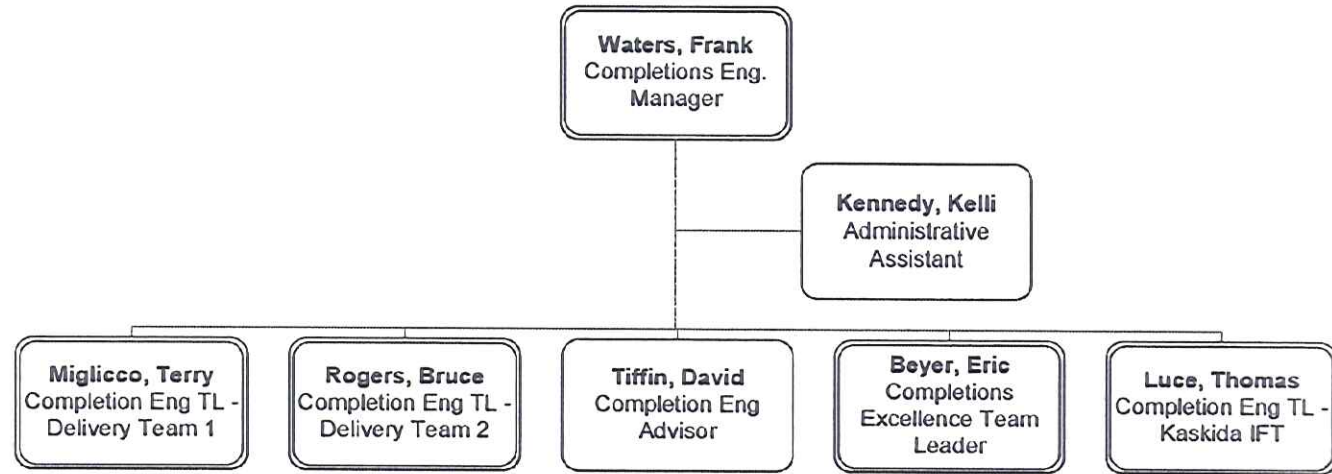 Waters, Frank
Completions Eng.
Manager
Kennedy, Kelli
Administrative
Assistant
Miglicco, Terry
Completion Eng TL -
Delivery Team 1
Rogers, Bruce
Completion Eng TL -
Delivery Team 2
Tiffin, David
Completion Eng
Advisor
Beyer, Eric
Completions
Excellence Team
Leader
Luce, Thomas
Completion Eng TL -
Kaskida IFT